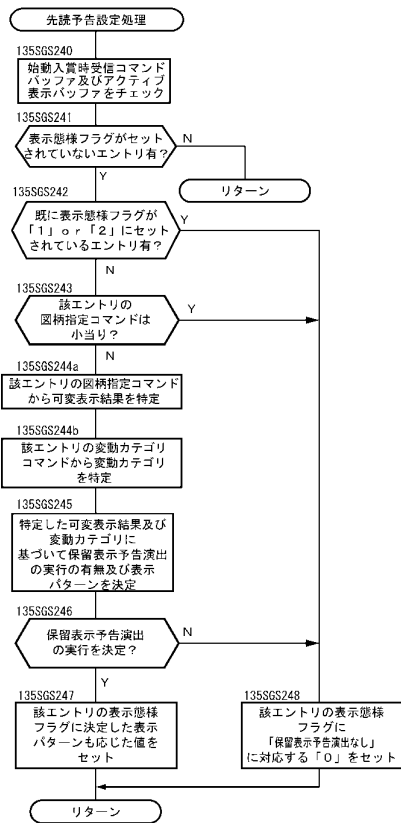 先読予告設定処理
135SGS240
始動入賞時受信コマンド
バッファ及びアクティブ
表示バッファをチェック
135SGS241
表示態様フラグがセット
されていないエントリ有？
N
Y
リターン
135SGS242
既に表示態様フラグが
「１」ｏｒ「２」にセット
されているエントリ有？
Y
N
135SGS243
該エントリの
図柄指定コマンドは
小当り？
Y
N
135SGS244a
該エントリの図柄指定コマンド
から可変表示結果を特定
135SGS244b
該エントリの変動カテゴリ
コマンドから変動カテゴリ
を特定
135SGS245
特定した可変表示結果及び
変動カテゴリに
基づいて保留表示予告演出
の実行の有無及び表示
パターンを決定
135SGS246
保留表示予告演出
の実行を決定？
N
Y
135SGS247
該エントリの表示態様
フラグに決定した表示
パターンも応じた値を
セット
135SGS248
該エントリの表示態様
フラグに
「保留表示予告演出なし」
に対応する「０」をセット
リターン